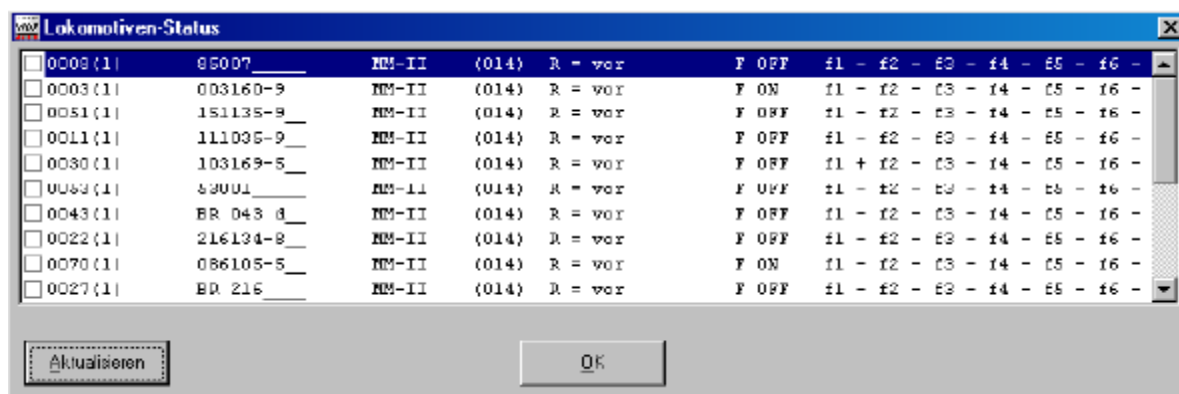 Lokomotiven-Status
0008(1) 85007_____ MM-II (014) R = vor F OFF f1 - f2 - f3 - f4 - f5 - f6 -
0003(1) 003160-9 MM-II (014) R = vor F ON f1 - f2 - f3 - f4 - f5 - f6 -
0051(1) 151135-9__ MM-II (014) R = vor F OFF f1 - f2 - f3 - f4 - f5 - f6 -
0011(1) 111035-9__ MM-II (014) R = vor F OFF f1 - f2 - f3 - f4 - f5 - f6 -
0030(1) 103169-5__ MM-II (014) R = vor F OFF f1 + f2 - f3 - f4 - f5 - f6 -
0053(1) 53001_____ MM-II (014) R = vor F OFF f1 - f2 - f3 - f4 - f5 - f6 -
0043(1) BR 043 d__ MM-II (014) R = vor F OFF f1 - f2 - f3 - f4 - f5 - f6 -
0022(1) 216134-8__ MM-II (014) R = vor F OFF f1 - f2 - f3 - f4 - f5 - f6 -
0070(1) 086105-5__ MM-II (014) R = vor F ON f1 - f2 - f3 - f4 - f5 - f6 -
0027(1) BR 216____ MM-II (014) R = vor F OFF f1 - f2 - f3 - f4 - f5 - f6 -
Aktualisieren OK